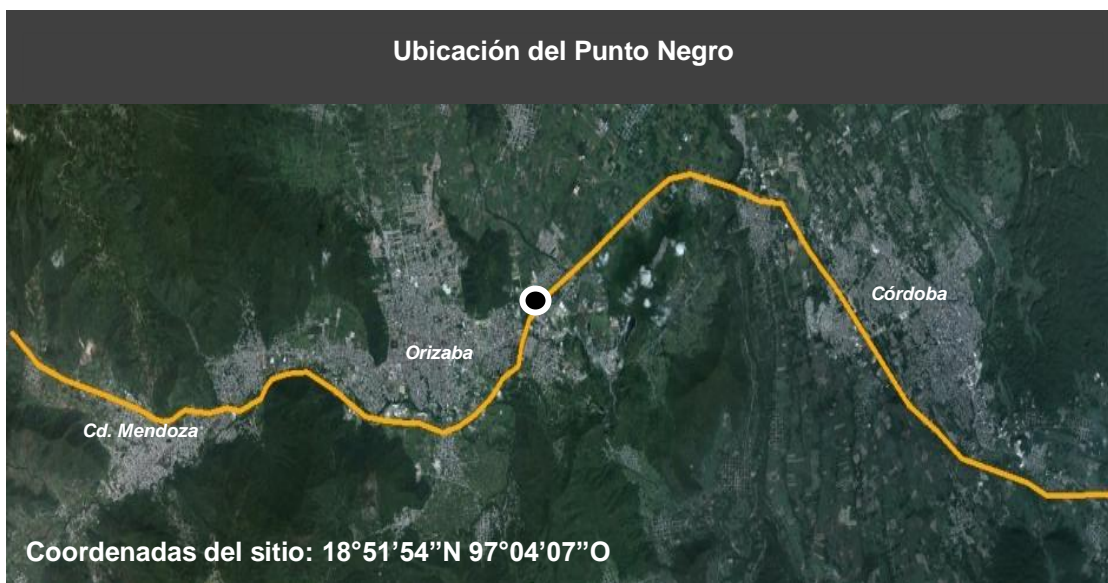 Ubicación del Punto Negro
Córdoba
Orizaba
Cd. Mendoza
Coordenadas del sitio: 18°51’54”N 97°04’07”O